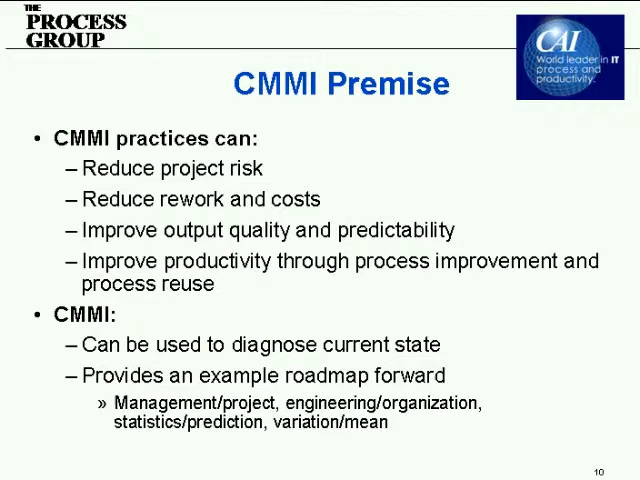 THE
PROCESS
GROUP
CAI
World leader in IT
process and
productivity.
CMMI Premise
• CMMI practices can:
– Reduce project risk
– Reduce rework and costs
– Improve output quality and predictability
– Improve productivity through process improvement and
process reuse
• CMMI:
– Can be used to diagnose current state
– Provides an example roadmap forward
» Management/project, engineering/organization,
statistics/prediction, variation/mean
10